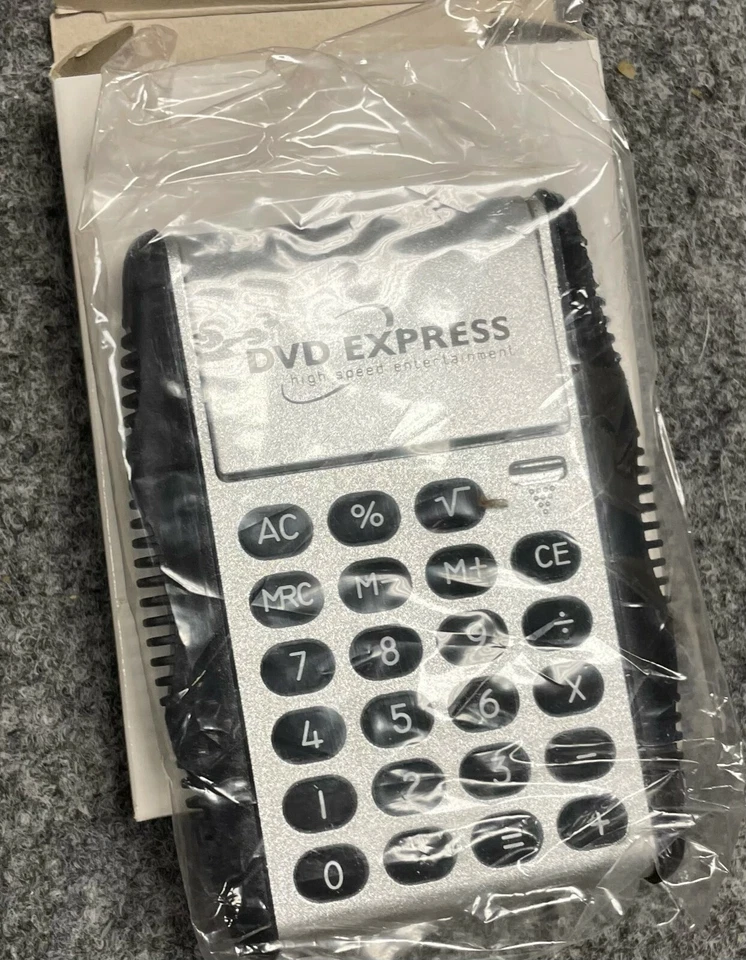 DVD EXPRESS
high speed entertainment
AC % √
MRC M- M+ CE
7 8 9 ÷
4 5 6 X
1 2 3 -
0 = +